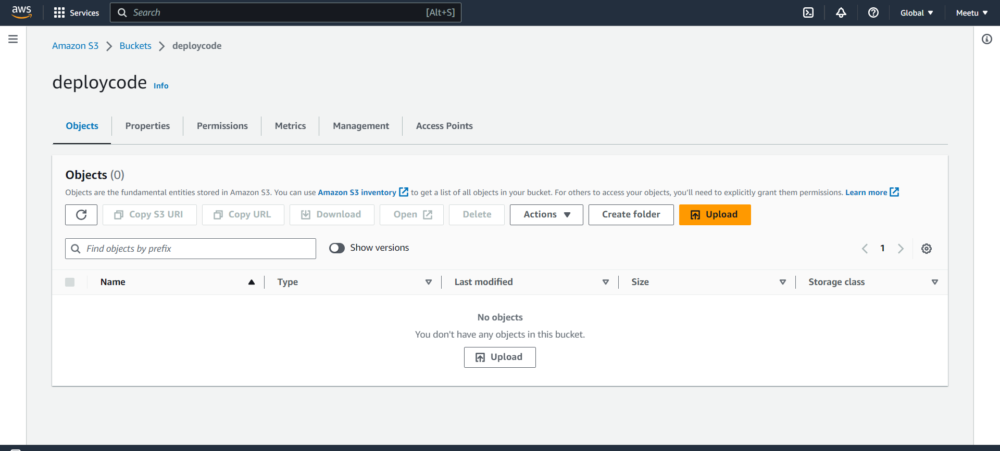 aws Services Search [Alt+S] Global Meetu
Amazon S3 Buckets deploycode
deploycode Info
Objects Properties Permissions Metrics Management Access Points
Objects (0)
Objects are the fundamental entities stored in Amazon S3. You can use Amazon S3 inventory to get a list of all objects in your bucket. For others to access your objects, you’ll need to explicitly grant them permissions. Learn more
Copy S3 URI Copy URL Download Open Delete Actions Create folder Upload
Find objects by prefix Show versions 1
Name Type Last modified Size Storage class
No objects
You don't have any objects in this bucket.
Upload